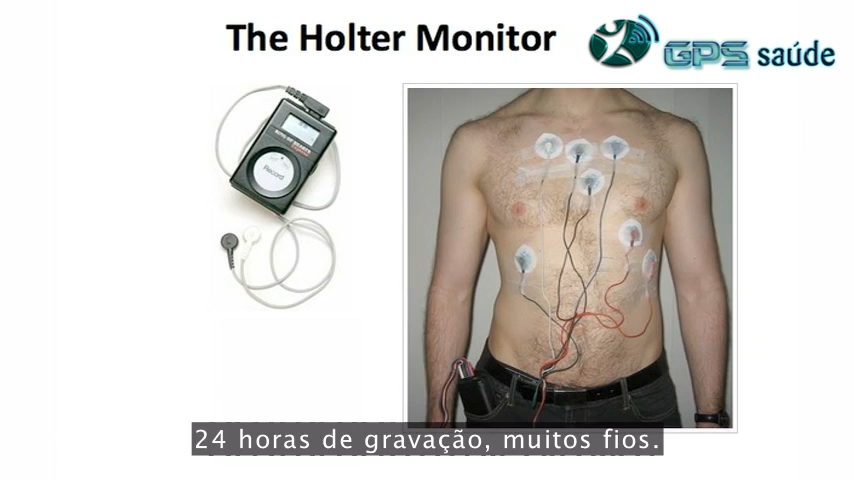 The Holter Monitor
GPS saúde
Record
24 horas de gravação, muitos fios.